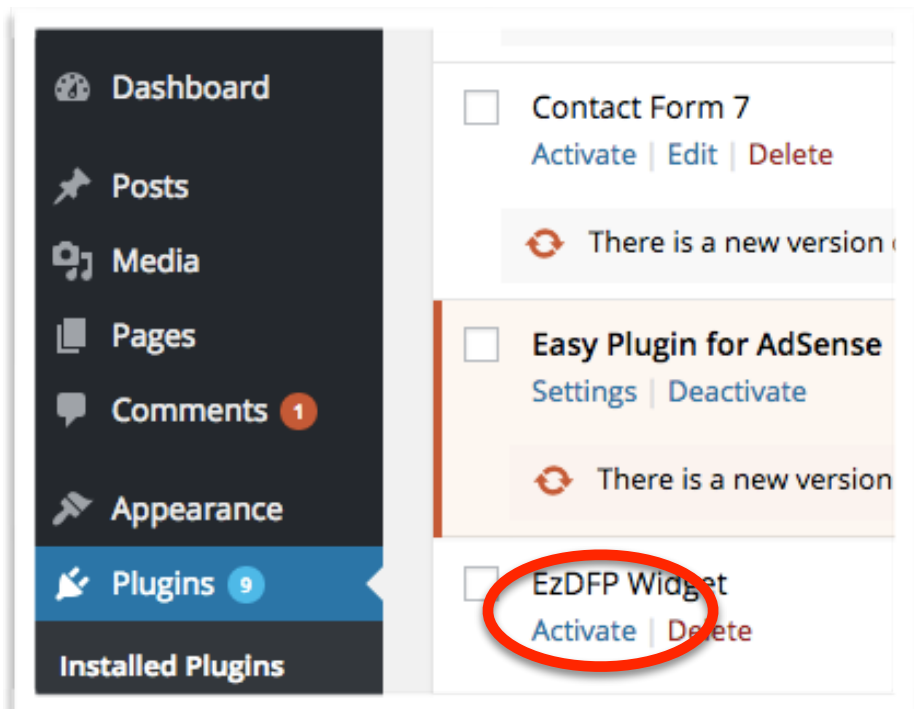 Dashboard
Posts
Media
Pages
Comments 1
Appearance
Plugins 9
Installed Plugins
Contact Form 7
Activate | Edit | Delete
There is a new version
Easy Plugin for AdSense
Settings | Deactivate
There is a new version
EzDFP Widget
Activate | Delete